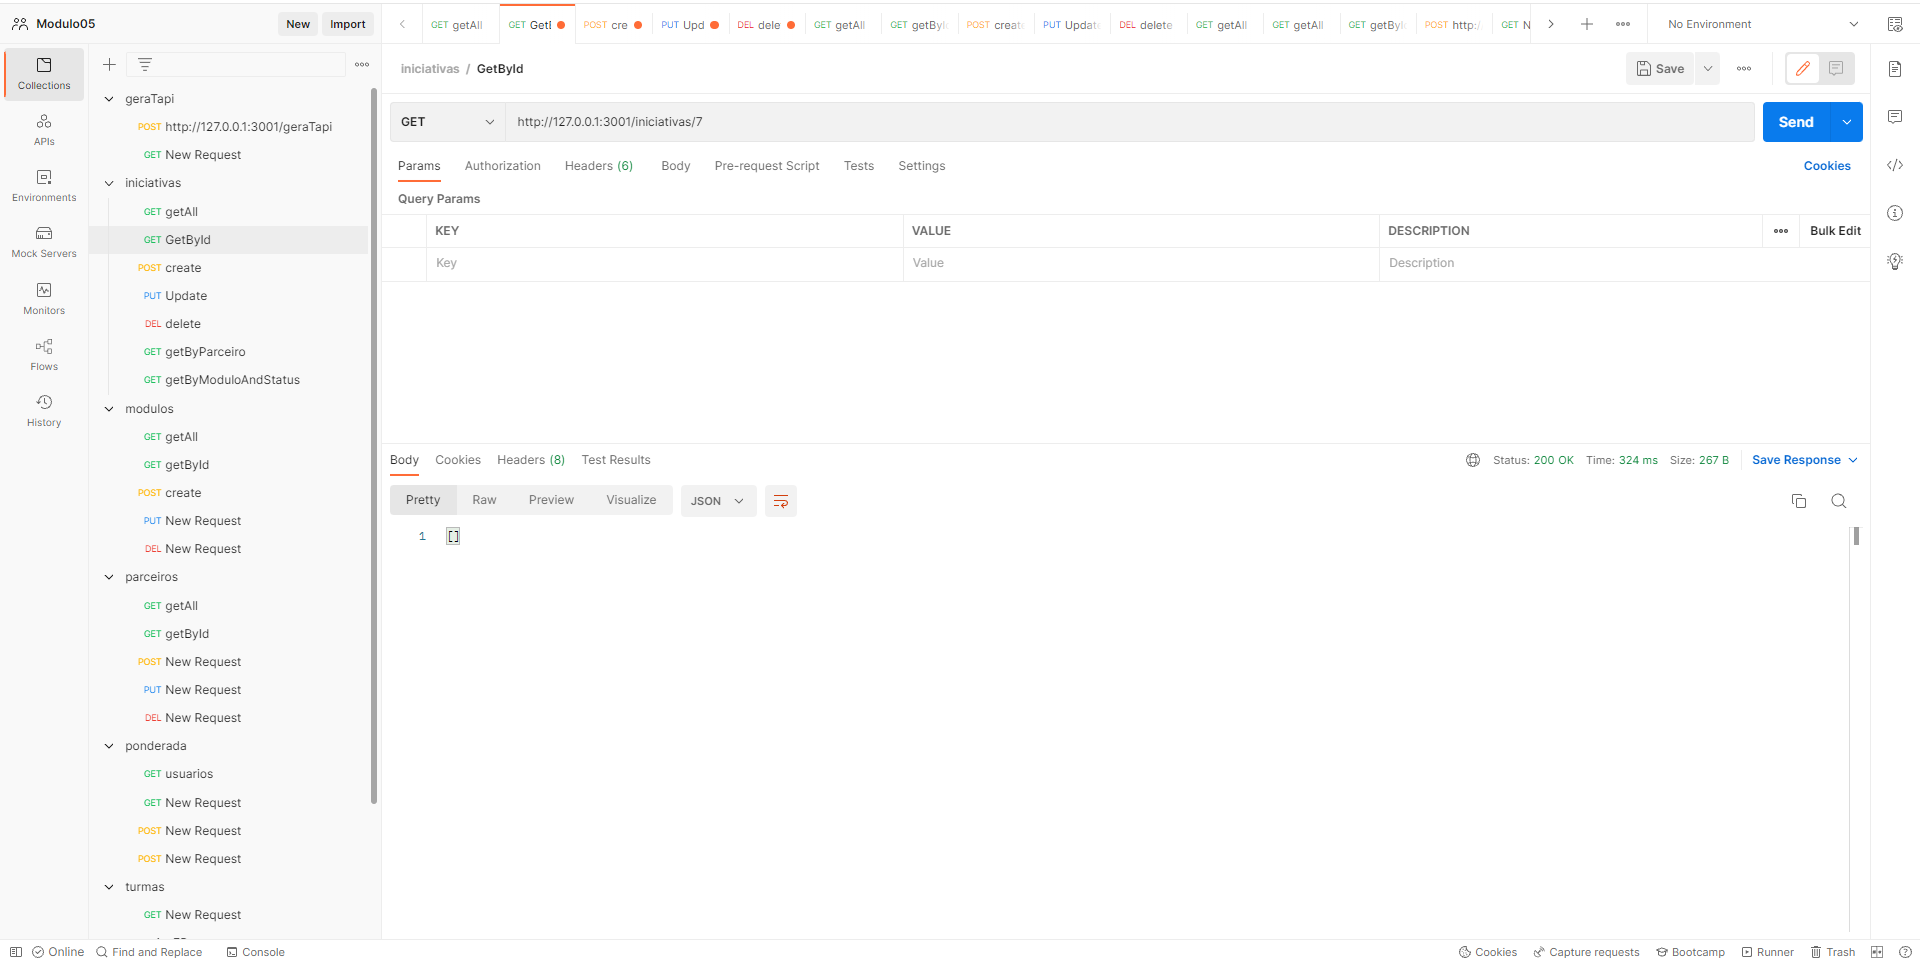 Modulo05
New Import
GET getAll
GET GetI
POST cre
PUT Upd
DEL dele
GET getAll
GET getByI
POST creat
PUT Updat
DEL delete
GET getAll
GET getAll
GET getByI
POST http:/
GET N
No Environment
Collections
APIs
Environments
Mock Servers
Monitors
Flows
History
geraTapi
POST http://127.0.0.1:3001/geraTapi
GET New Request
iniciativas
GET getAll
GET GetById
POST create
PUT Update
DEL delete
GET getByParceiro
GET getByModuloAndStatus
modulos
GET getAll
GET getById
POST create
PUT New Request
DEL New Request
parceiros
GET getAll
GET getById
POST New Request
PUT New Request
DEL New Request
ponderada
GET usuarios
GET New Request
POST New Request
POST New Request
turmas
GET New Request
iniciativas / GetById
Save
GET http://127.0.0.1:3001/iniciativas/7
Send
Params Authorization Headers (6) Body Pre-request Script Tests Settings Cookies
Query Params
KEY VALUE DESCRIPTION Bulk Edit
Key Value Description
Body Cookies Headers (8) Test Results Status: 200 OK Time: 324 ms Size: 267 B Save Response
Pretty Raw Preview Visualize JSON
1 []
Online Find and Replace Console Cookies Capture requests Bootcamp Runner Trash